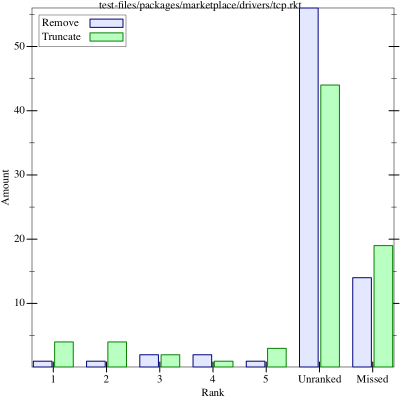 test-files/packages/marketplace/drivers/tcp.rkt
Remove
Truncate
50
40
30
20
10
Amount
1 2 3 4 5 Unranked Missed
Rank